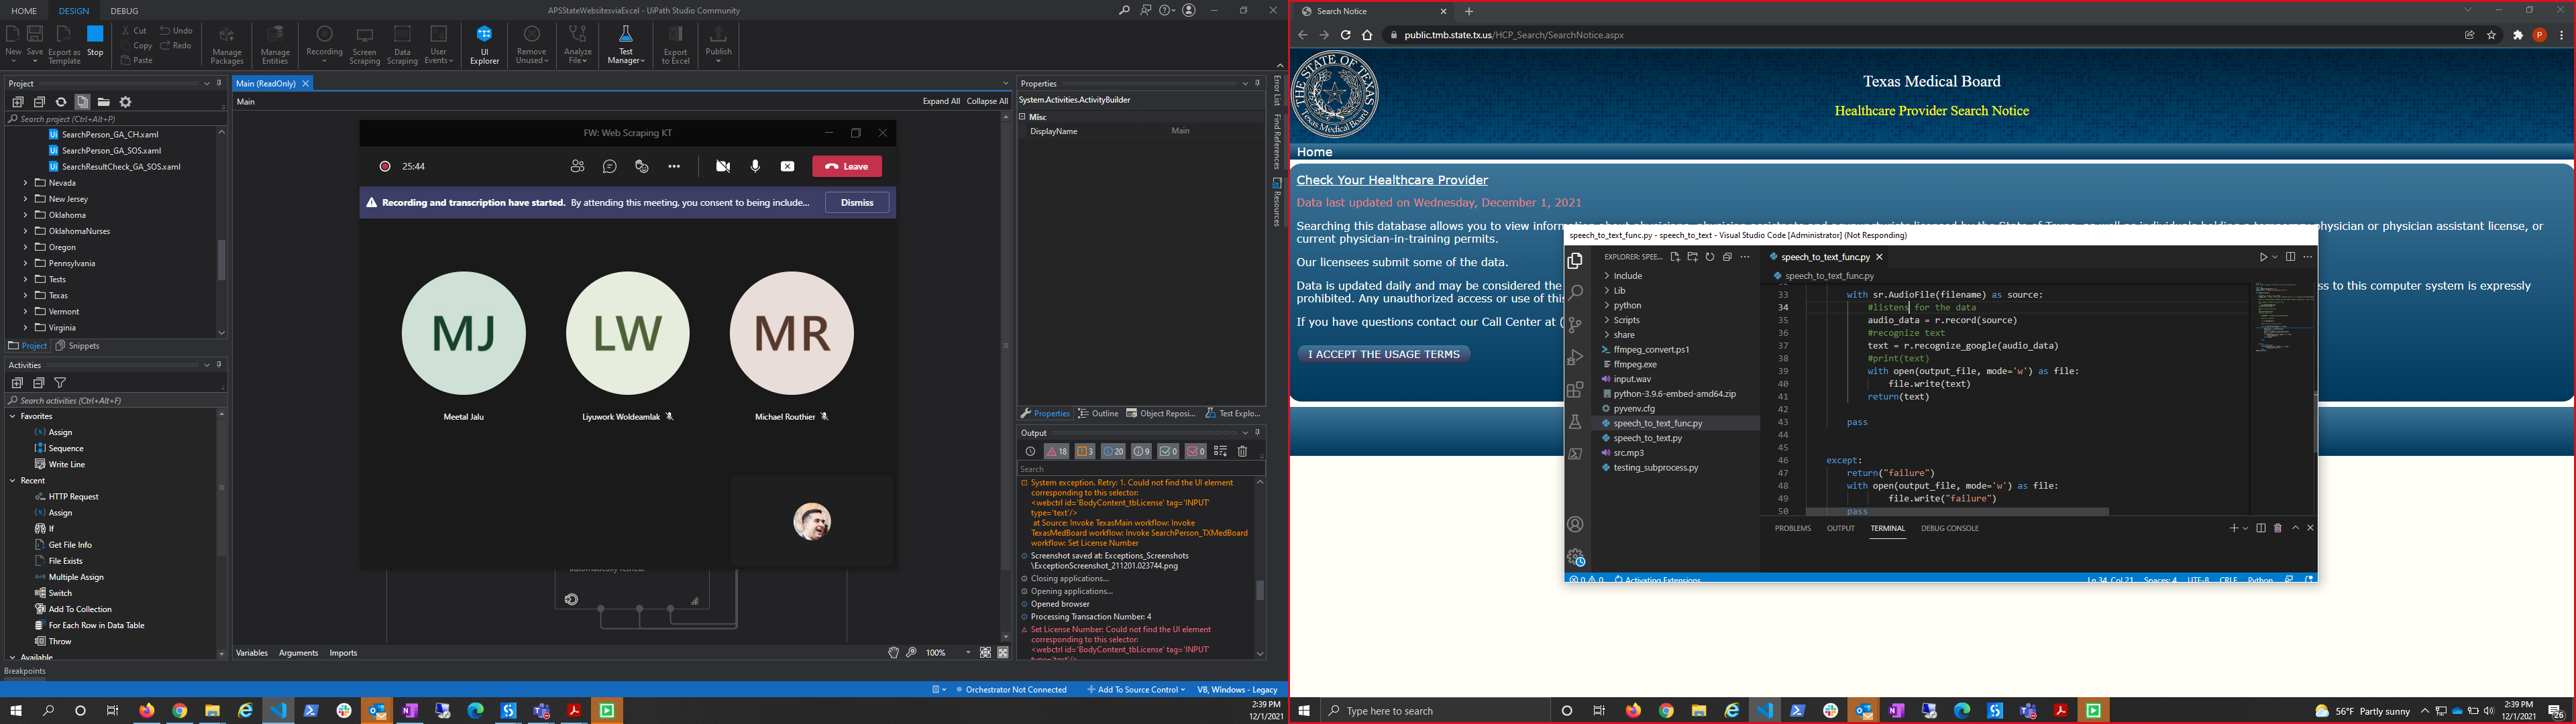 HOME DESIGN DEBUG
APSStateWebsitesviaExcel - UiPath Studio Community
New Save Export as Template Stop
Cut Copy Paste Undo Redo
Manage Packages Manage Entities Recording Screen Scraping Data Scraping User Events UI Explorer Remove Unused Analyze File Test Manager Export to Excel Publish
Project
Search project (Ctrl+Alt+P)
SearchPerson_GA_CH.xaml
SearchPerson_GA_SOS.xaml
SearchResultCheck_GA_SOS.xaml
Nevada
New Jersey
Oklahoma
OklahomaNurses
Oregon
Pennsylvania
Tests
Texas
Vermont
Virginia
Project Snippets
Activities
Search activities (Ctrl+Alt+F)
Favorites
Assign
Sequence
Write Line
Recent
HTTP Request
Assign
If
Get File Info
File Exists
Multiple Assign
Switch
Add To Collection
For Each Row in Data Table
Throw
Available
Breakpoints
Main (ReadOnly)
Main
Expand All Collapse All
FW: Web Scraping KT
25:44
Leave
Recording and transcription have started. By attending this meeting, you consent to being include...
Dismiss
MJ
LW
MR
Meetal Jalu
Liyuwork Woldeamlak
Michael Routhier
automatically retried.
Variables Arguments Imports
100%
Properties
System.Activities.ActivityBuilder
Misc
DisplayName Main
Error List
Find References
Resources
Properties Outline Object Reposi... Test Explo...
Output
18 3 20 9 0 0
Search
System exception. Retry: 1. Could not find the UI element
corresponding to this selector:
<webctrl id='BodyContent_tbLicense' tag='INPUT'
type='text'/>
at Source: Invoke TexasMain workflow: Invoke
TexasMedBoard workflow: Invoke SearchPerson_TXMedBoard
workflow: Set License Number
Screenshot saved at: Exceptions_Screenshots
\ExceptionScreenshot_211201.023744.png
Closing applications...
Opening applications...
Opened browser
Processing Transaction Number: 4
Set License Number: Could not find the UI element
corresponding to this selector:
<webctrl id='BodyContent_tbLicense' tag='INPUT'
type='text'/>
Orchestrator Not Connected
Add To Source Control
VB, Windows - Legacy
2:39 PM
12/1/2021
Search Notice
public.tmb.state.tx.us/HCP_Search/SearchNotice.aspx
P
THE STATE OF TEXAS
Texas Medical Board
Texas Medical Board
Healthcare Provider Search Notice
Home
Check Your Healthcare Provider
Data last updated on Wednesday, December 1, 2021
Searching this database allows you to view
physician or physician assistant license, or
current physician-in-training permits.
Our licensees submit some of the data.
Data is updated daily and may be considered the
ss to this computer system is expressly
prohibited. Any unauthorized access or use of this
If you have questions contact our Call Center at (
I ACCEPT THE USAGE TERMS
speech_to_text_func.py - speech_to_text - Visual Studio Code [Administrator] (Not Responding)
EXPLORER: SPEE...
Include
Lib
python
Scripts
share
ffmpeg_convert.ps1
ffmpeg.exe
input.wav
python-3.9.6-embed-amd64.zip
pyvenv.cfg
speech_to_text_func.py
speech_to_text.py
src.mp3
testing_subprocess.py
speech_to_text_func.py
speech_to_text_func.py
33 with sr.AudioFile(filename) as source:
34 #listens for the data
35 audio_data = r.record(source)
36 #recognize text
37 text = r.recognize_google(audio_data)
38 #print(text)
39 with open(output_file, mode='w') as file:
40 file.write(text)
41 return(text)
42
43 pass
44
45
46 except:
47 return("failure")
48 with open(output_file, mode='w') as file:
49 file.write("failure")
50 pass
PROBLEMS OUTPUT TERMINAL DEBUG CONSOLE
0 0 Activating Extensions
Ln 34, Col 21 Spaces: 4 UTF-8 CRLF Python
Type here to search
56°F Partly sunny
2:39 PM
12/1/2021